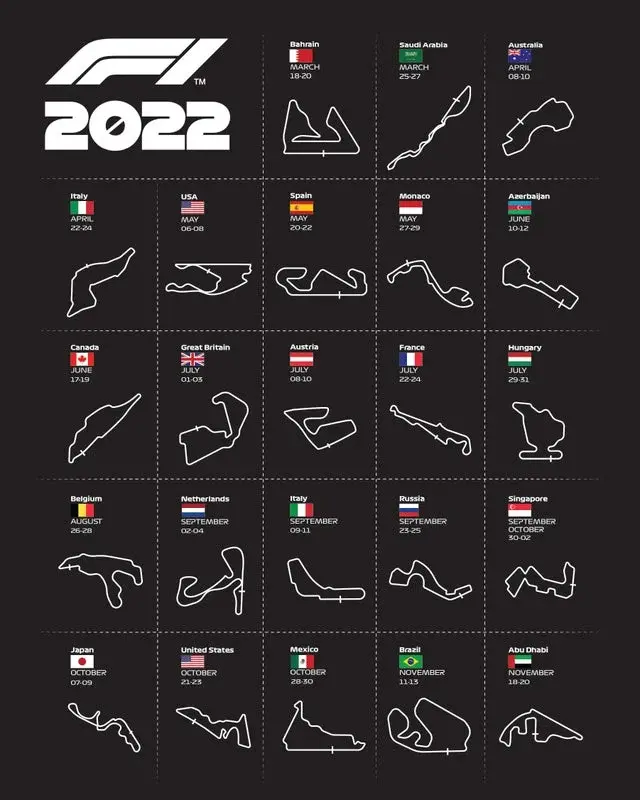 F1
TM
2022
Bahrain
MARCH
18-20
Saudi Arabia
MARCH
25-27
Australia
APRIL
08-10
Italy
APRIL
22-24
USA
MAY
06-08
Spain
MAY
20-22
Monaco
MAY
27-29
Azerbaijan
JUNE
10-12
Canada
JUNE
17-19
Great Britain
JULY
01-03
Austria
JULY
08-10
France
JULY
22-24
Hungary
JULY
29-31
Belgium
AUGUST
26-28
Netherlands
SEPTEMBER
02-04
Italy
SEPTEMBER
09-11
Russia
SEPTEMBER
23-25
Singapore
SEPTEMBER
OCTOBER
30-02
Japan
OCTOBER
07-09
United States
OCTOBER
21-23
Mexico
OCTOBER
28-30
Brazil
NOVEMBER
11-13
Abu Dhabi
NOVEMBER
18-20